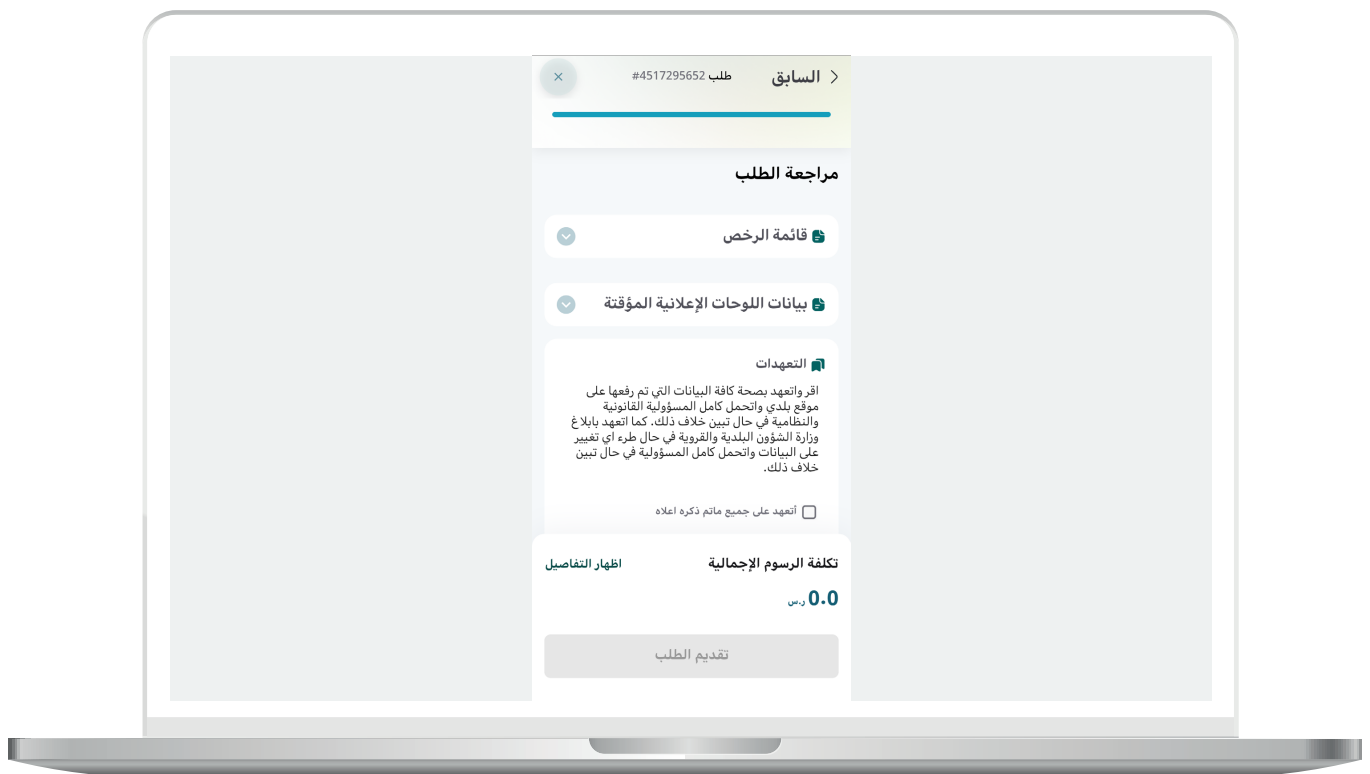 السابق
طلب 4517295652#
مراجعة الطلب
قائمة الرخص
بيانات اللوحات الإعلانية المؤقتة
التعهدات
اقر واتعهد بصحة كافة البيانات التي تم رفعها على
موقع بلدي واتحمل كامل المسؤولية القانونية
والنظامية في حال تبين خلاف ذلك. كما اتعهد بابلاغ
وزارة الشؤون البلدية والقروية في حال طرء اي تغيير
على البيانات واتحمل كامل المسؤولية في حال تبين
خلاف ذلك.
أتعهد على جميع ماتم ذكره اعلاه
تكلفة الرسوم الإجمالية
اظهار التفاصيل
0.0 ر.س
تقديم الطلب